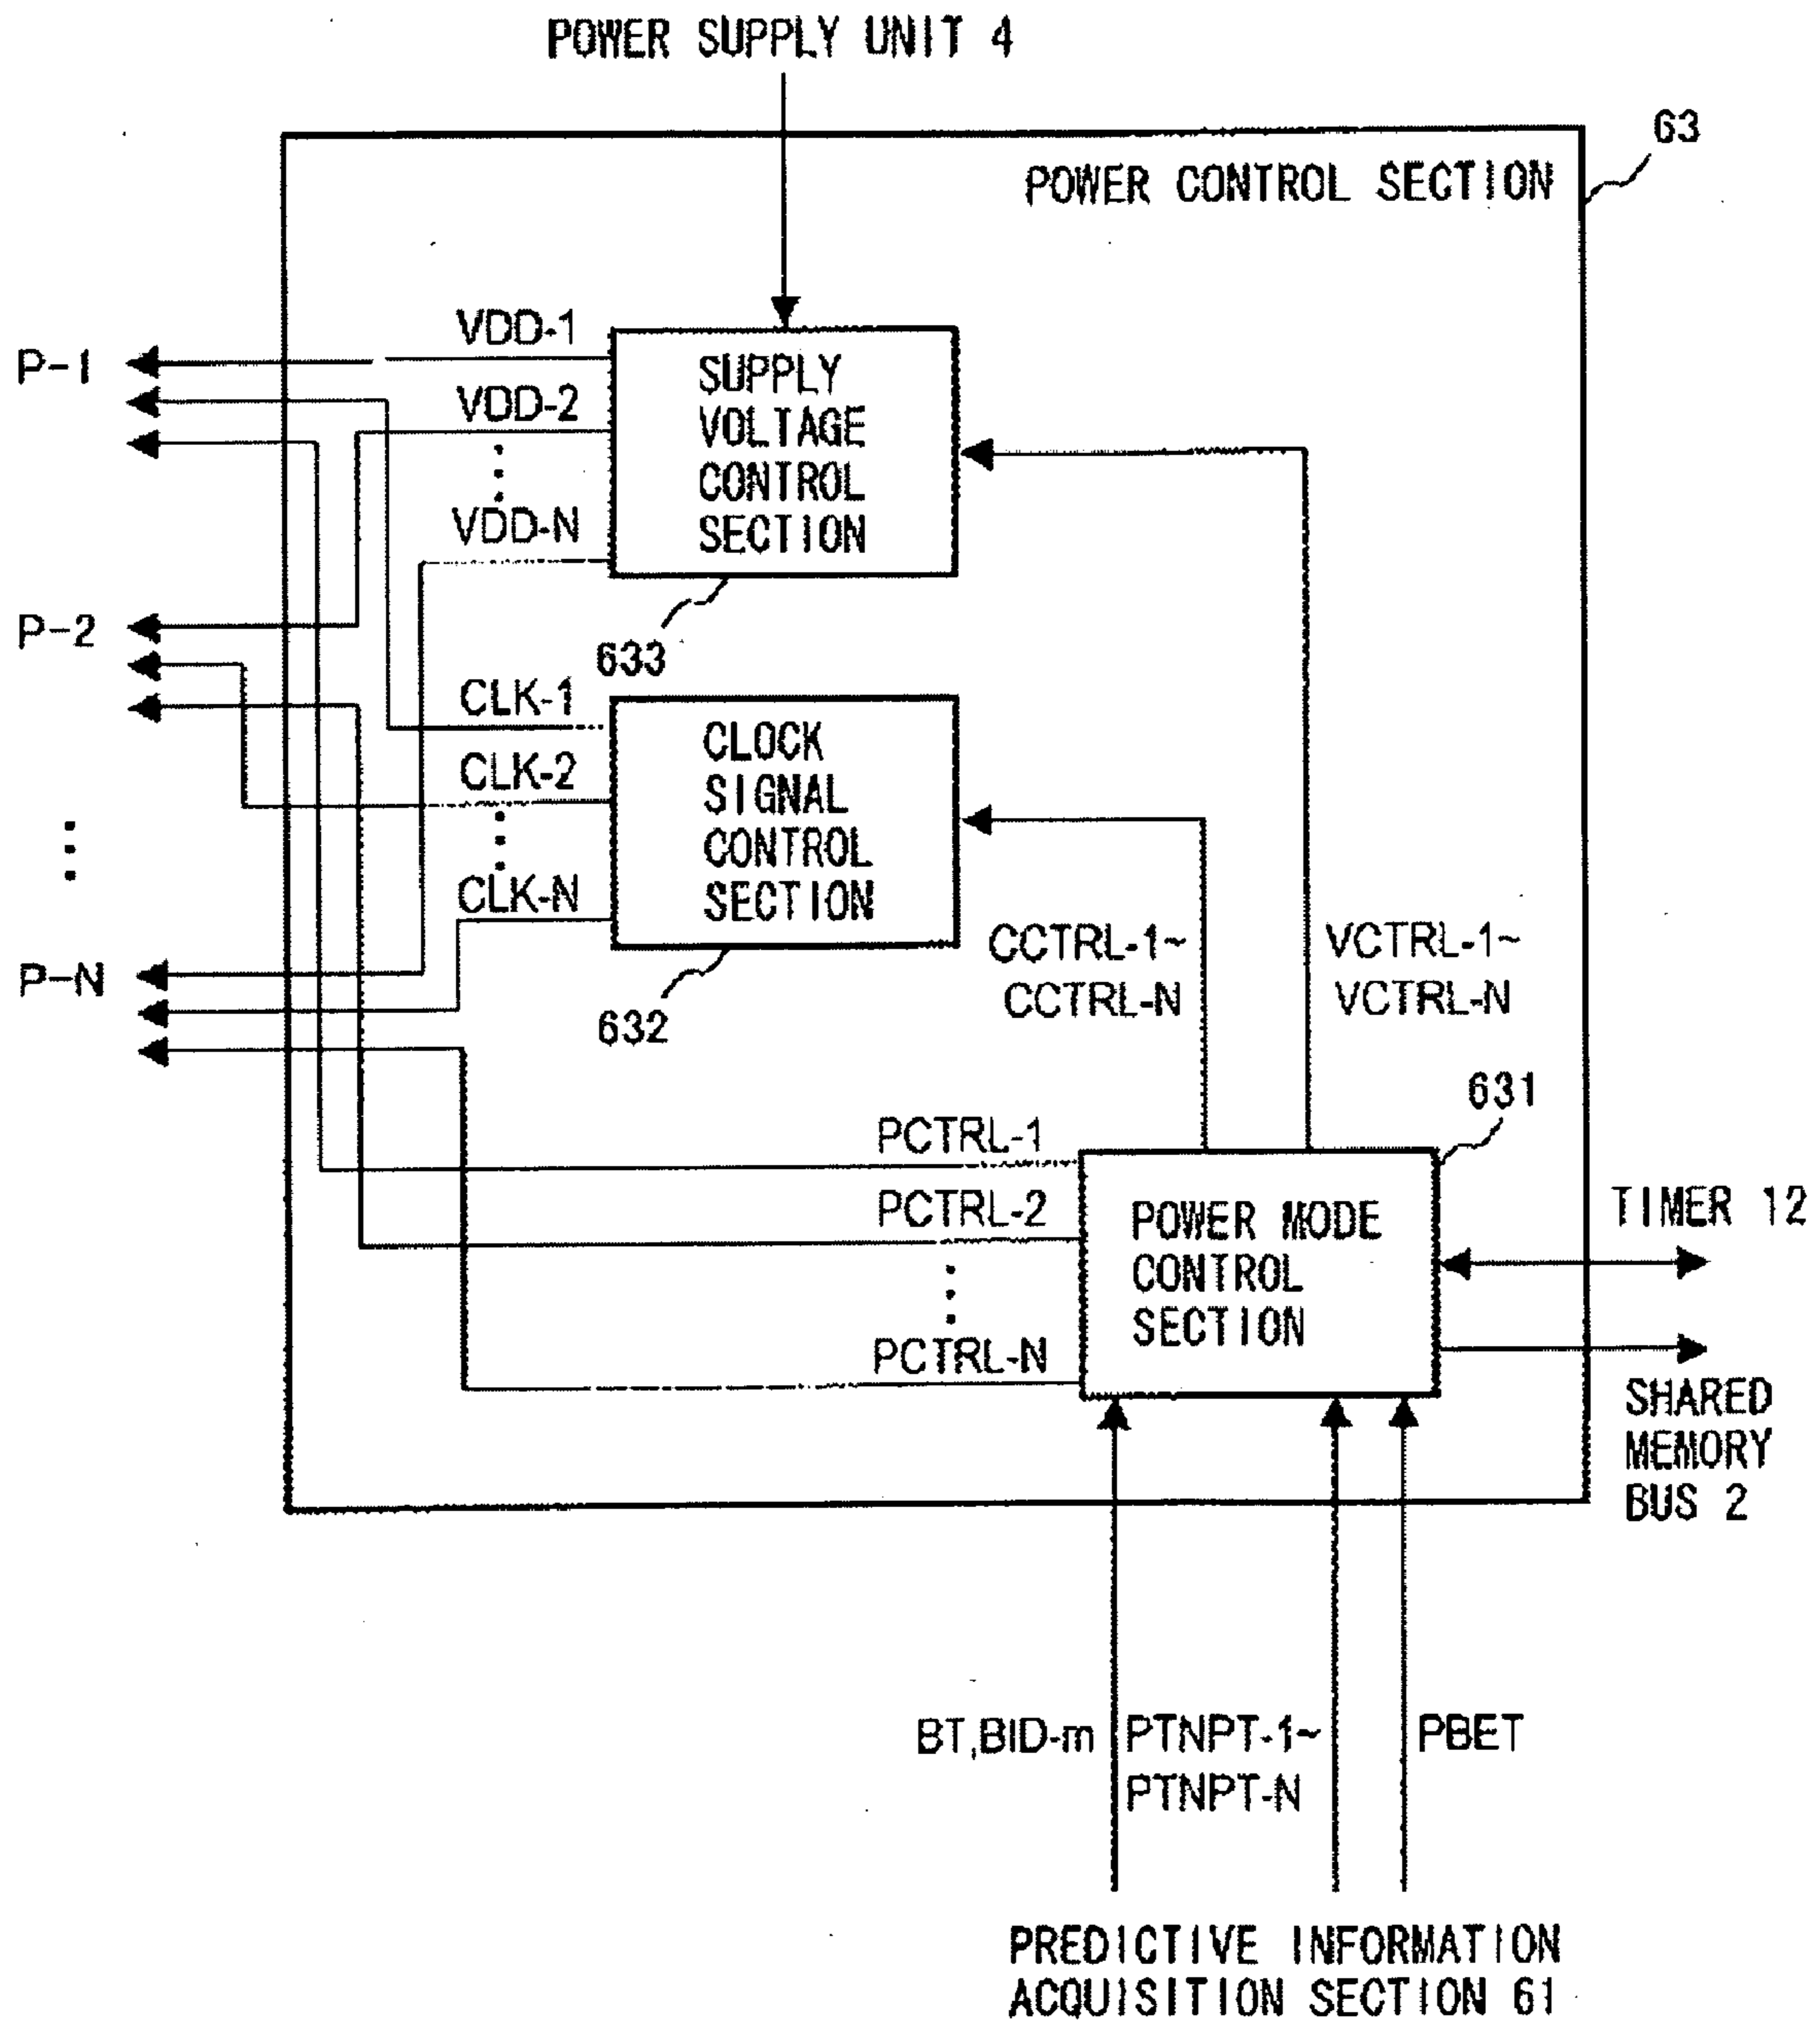 POWER SUPPLY UNIT 4
63
POWER CONTROL SECTION
VDD-1
P-1
SUPPLY
VOLTAGE
CONTROL
SECTION
VDD-2
VDD-N
P-2
633
CLK-1
CLOCK
SIGNAL
CONTROL
SECTION
CLK-2
CLK-N
P-N
632
CCTRL-1~
CCTRL-N
VCTRL-1~
VCTRL-N
631
PCTRL-1
PCTRL-2
PCTRL-N
POWER MODE
CONTROL
SECTION
TIMER 12
SHARED
MEMORY
BUS 2
BT,BID-m
PTNPT-1~
PTNPT-N
PBET
PREDICTIVE INFORMATION
ACQUISITION SECTION 61